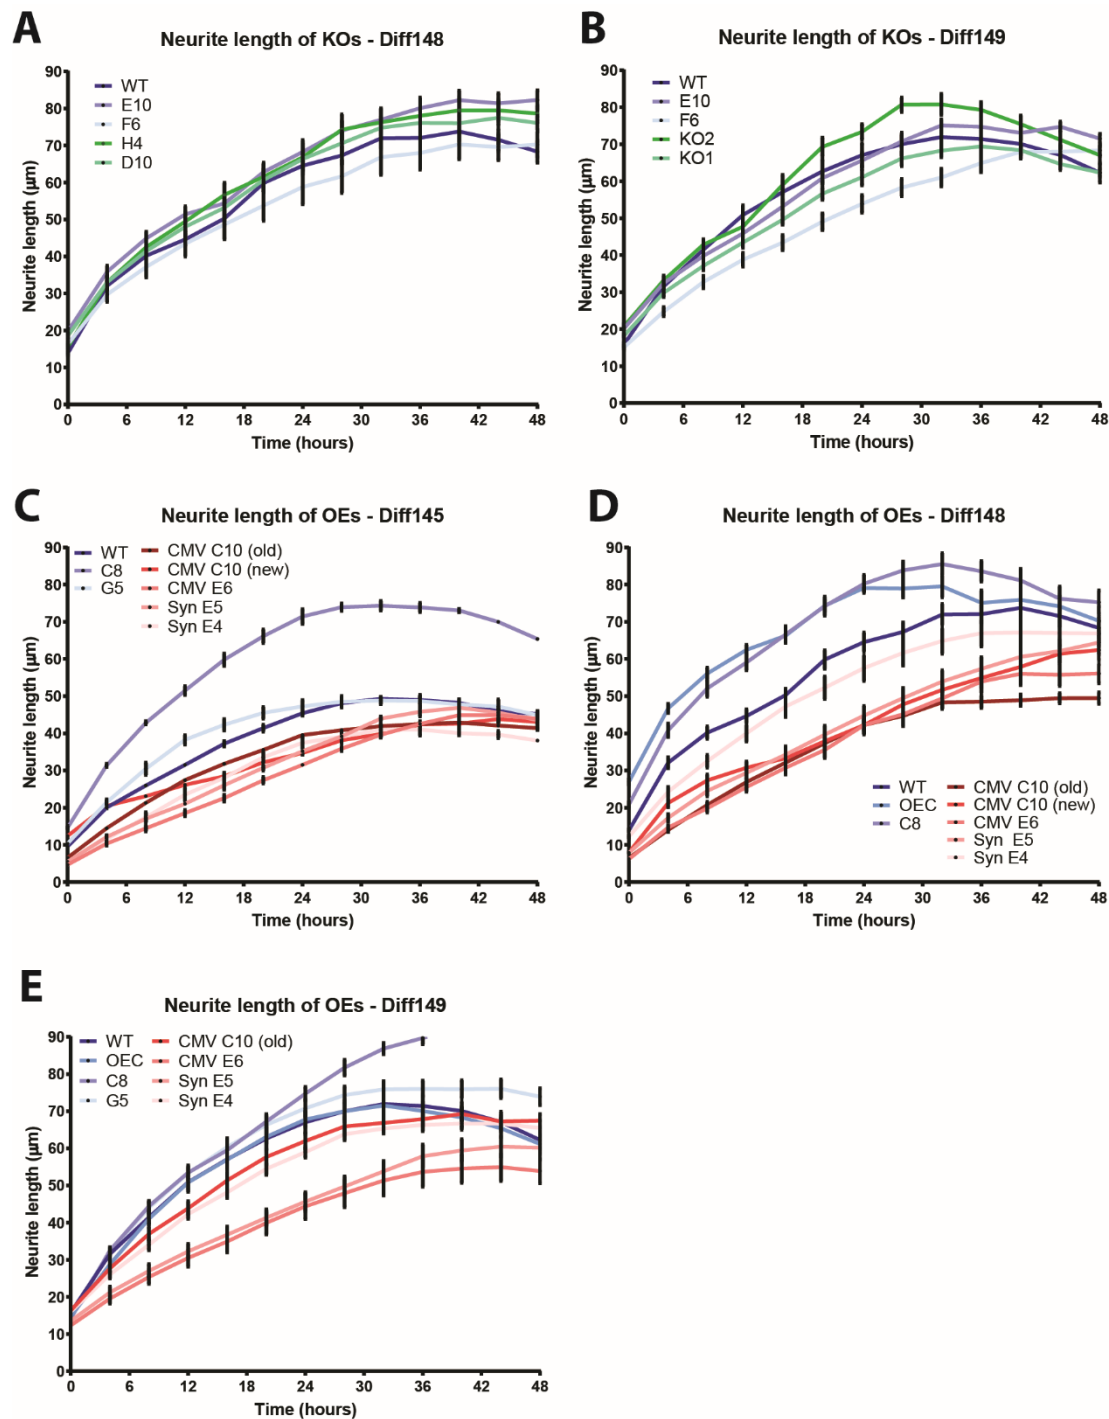 A
Neurite length of KOs - Diff148
Neurite length (µm)
90
80
70
60
50
40
30
20
10
0
WT
E10
F6
H4
D10
0 6 12 18 24 30 36 42 48
Time (hours)
B
Neurite length of KOs - Diff149
Neurite length (µm)
90
80
70
60
50
40
30
20
10
0
WT
E10
F6
KO2
KO1
0 6 12 18 24 30 36 42 48
Time (hours)
C
Neurite length of OEs - Diff145
Neurite length (µm)
90
80
70
60
50
40
30
20
10
0
WT
C8
G5
CMV C10 (old)
CMV C10 (new)
CMV E6
Syn E5
Syn E4
0 6 12 18 24 30 36 42 48
Time (hours)
D
Neurite length of OEs - Diff148
Neurite length (µm)
90
80
70
60
50
40
30
20
10
0
WT
OEC
C8
CMV C10 (old)
CMV C10 (new)
CMV E6
Syn E5
Syn E4
0 6 12 18 24 30 36 42 48
Time (hours)
E
Neurite length of OEs - Diff149
Neurite length (µm)
90
80
70
60
50
40
30
20
10
0
WT
OEC
C8
G5
CMV C10 (old)
CMV E6
Syn E5
Syn E4
0 6 12 18 24 30 36 42 48
Time (hours)